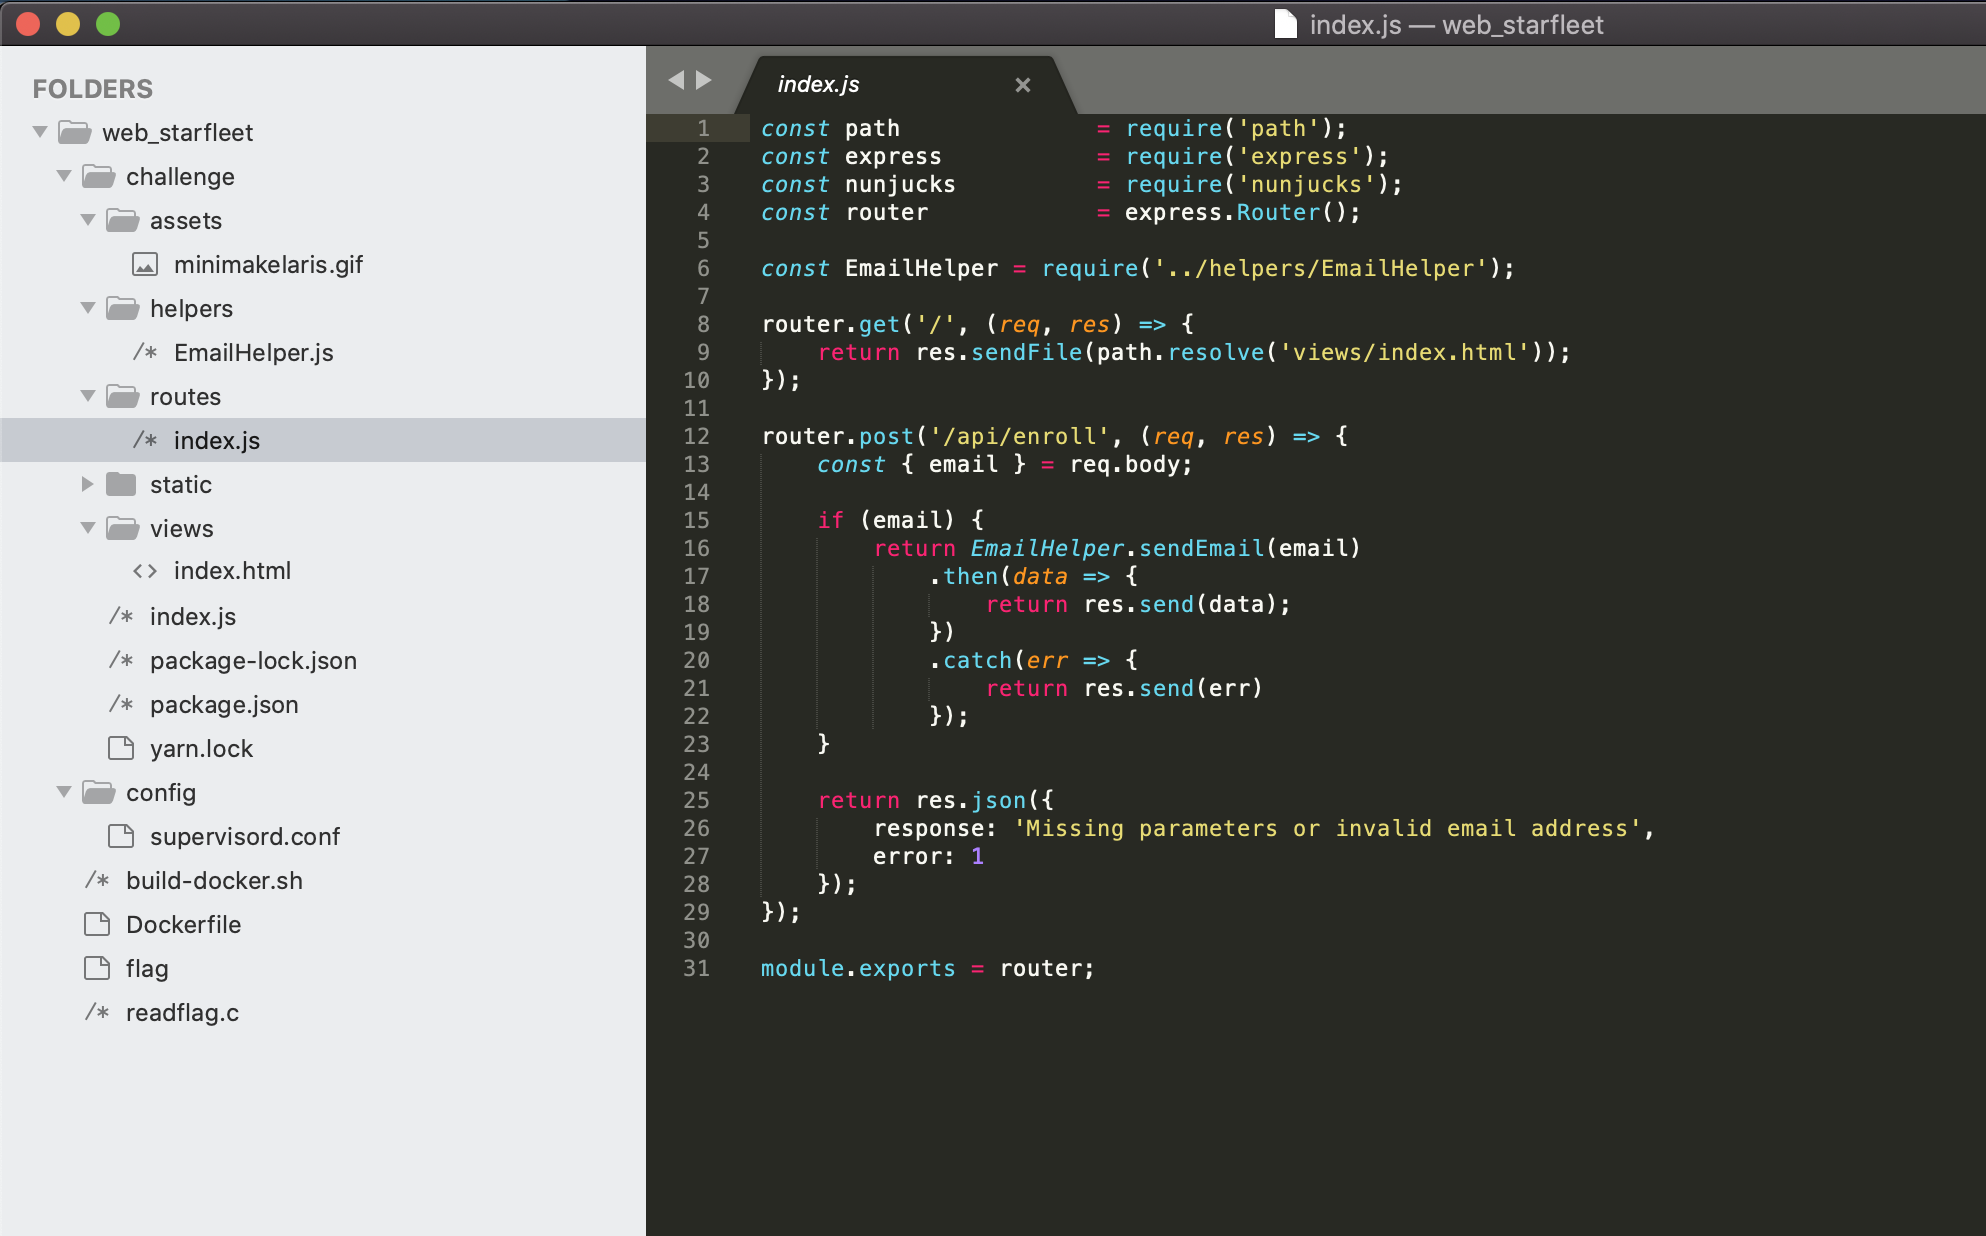 index.js — web_starfleet
FOLDERS
web_starfleet
challenge
assets
minimakelaris.gif
helpers
/* EmailHelper.js
routes
/* index.js
static
views
<> index.html
/* index.js
/* package-lock.json
/* package.json
yarn.lock
config
supervisord.conf
/* build-docker.sh
Dockerfile
flag
/* readflag.c
index.js ×
1 const path = require('path');
2 const express = require('express');
3 const nunjucks = require('nunjucks');
4 const router = express.Router();
5
6 const EmailHelper = require('../helpers/EmailHelper');
7
8 router.get('/', (req, res) => {
9 return res.sendFile(path.resolve('views/index.html'));
10 });
11
12 router.post('/api/enroll', (req, res) => {
13 const { email } = req.body;
14
15 if (email) {
16 return EmailHelper.sendEmail(email)
17 .then(data => {
18 return res.send(data);
19 })
20 .catch(err => {
21 return res.send(err)
22 });
23 }
24
25 return res.json({
26 response: 'Missing parameters or invalid email address',
27 error: 1
28 });
29 });
30
31 module.exports = router;